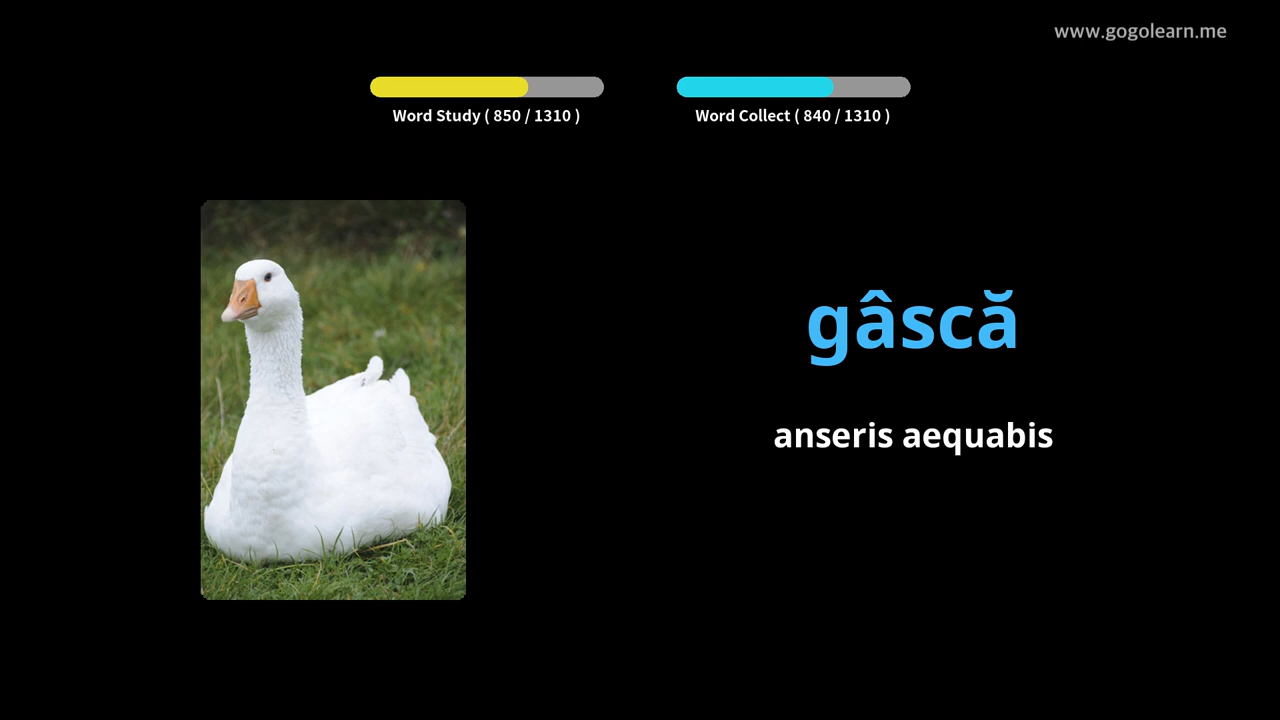 www.gogolearn.me
Word Study ( 850 / 1310 )
Word Collect ( 840 / 1310 )
gâscă
anseris aequabis